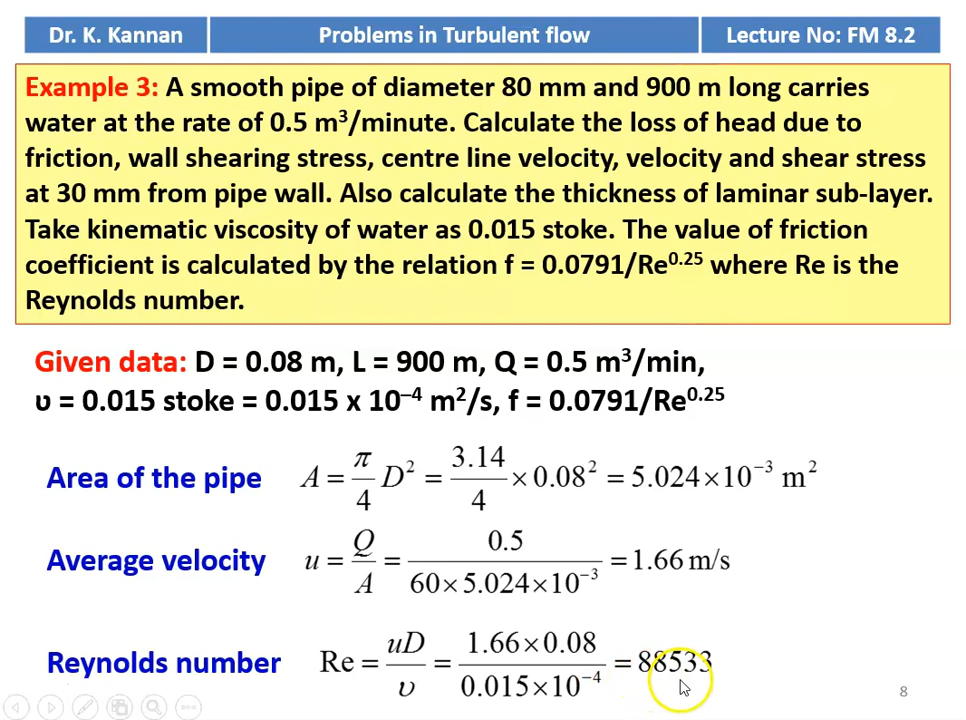 Dr. K. Kannan
Problems in Turbulent flow
Lecture No: FM 8.2
Example 3: A smooth pipe of diameter 80 mm and 900 m long carries
water at the rate of 0.5 m³/minute. Calculate the loss of head due to
friction, wall shearing stress, centre line velocity, velocity and shear stress
at 30 mm from pipe wall. Also calculate the thickness of laminar sub-layer.
Take kinematic viscosity of water as 0.015 stoke. The value of friction
coefficient is calculated by the relation f = 0.0791/Re^0.25 where Re is the
Reynolds number.
Given data: D = 0.08 m, L = 900 m, Q = 0.5 m³/min,
υ = 0.015 stoke = 0.015 x 10⁻⁴ m²/s, f = 0.0791/Re^0.25
Area of the pipe A = π/4 D² = 3.14/4 × 0.08² = 5.024×10⁻³ m²
Average velocity u = Q/A = 0.5/(60×5.024×10⁻³) = 1.66 m/s
Reynolds number Re = uD/υ = (1.66×0.08)/(0.015×10⁻⁴) = 88533
8